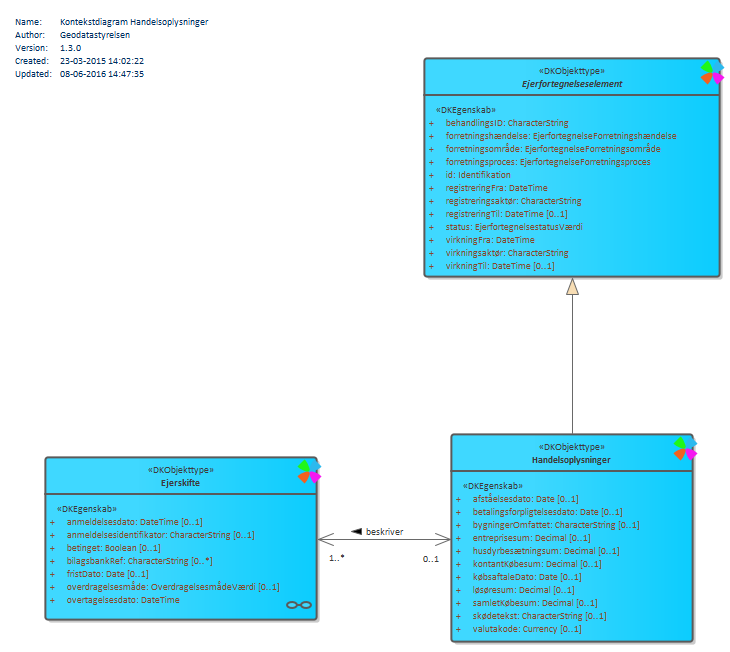 Name: Kontekstdiagram Handelsoplysninger
Author: Geodatastyrelsen
Version: 1.3.0
Created: 23-03-2015 14:02:22
Updated: 08-06-2016 14:47:35
«DKObjekttype»
Ejerfortegnelseselement
«DKEgenskab»
+ behandlingsID: CharacterString
+ forretningshændelse: EjerfortegnelseForretningshændelse
+ forretningsområde: EjerfortegnelseForretningsområde
+ forretningsproces: EjerfortegnelseForretningsproces
+ id: Identifikation
+ registreringFra: DateTime
+ registreringsaktør: CharacterString
+ registreringTil: DateTime [0..1]
+ status: EjerfortegnelsestatusVærdi
+ virkningFra: DateTime
+ virkningsaktør: CharacterString
+ virkningTil: DateTime [0..1]
«DKObjekttype»
Ejerskifte
«DKEgenskab»
+ anmeldelsesdato: DateTime [0..1]
+ anmeldelsesidentifikator: CharacterString [0..1]
+ betinget: Boolean [0..1]
+ bilagsbankRef: CharacterString [0..*]
+ fristDato: Date [0..1]
+ overdragelsesmåde: OverdragelsesmådeVærdi [0..1]
+ overtagelsesdato: DateTime
beskriver
1..*
0..1
«DKObjekttype»
Handelsoplysninger
«DKEgenskab»
+ afståelsesdato: Date [0..1]
+ betalingsforpligtelsesdato: Date [0..1]
+ bygningerOmfattet: CharacterString [0..1]
+ entreprisesum: Decimal [0..1]
+ husdyrbesætningsum: Decimal [0..1]
+ kontantKøbesum: Decimal [0..1]
+ købsaftaleDato: Date [0..1]
+ løsøresum: Decimal [0..1]
+ samletKøbesum: Decimal [0..1]
+ skødetekst: CharacterString [0..1]
+ valutakode: Currency [0..1]